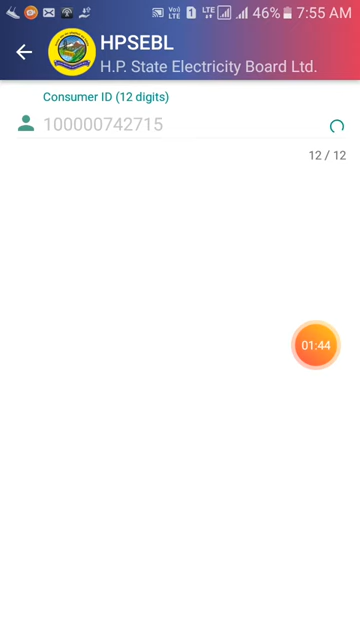 46% 7:55 AM
HPSEBL
H.P. State Electricity Board Ltd.
Consumer ID (12 digits)
100000742715
12 / 12
01:44